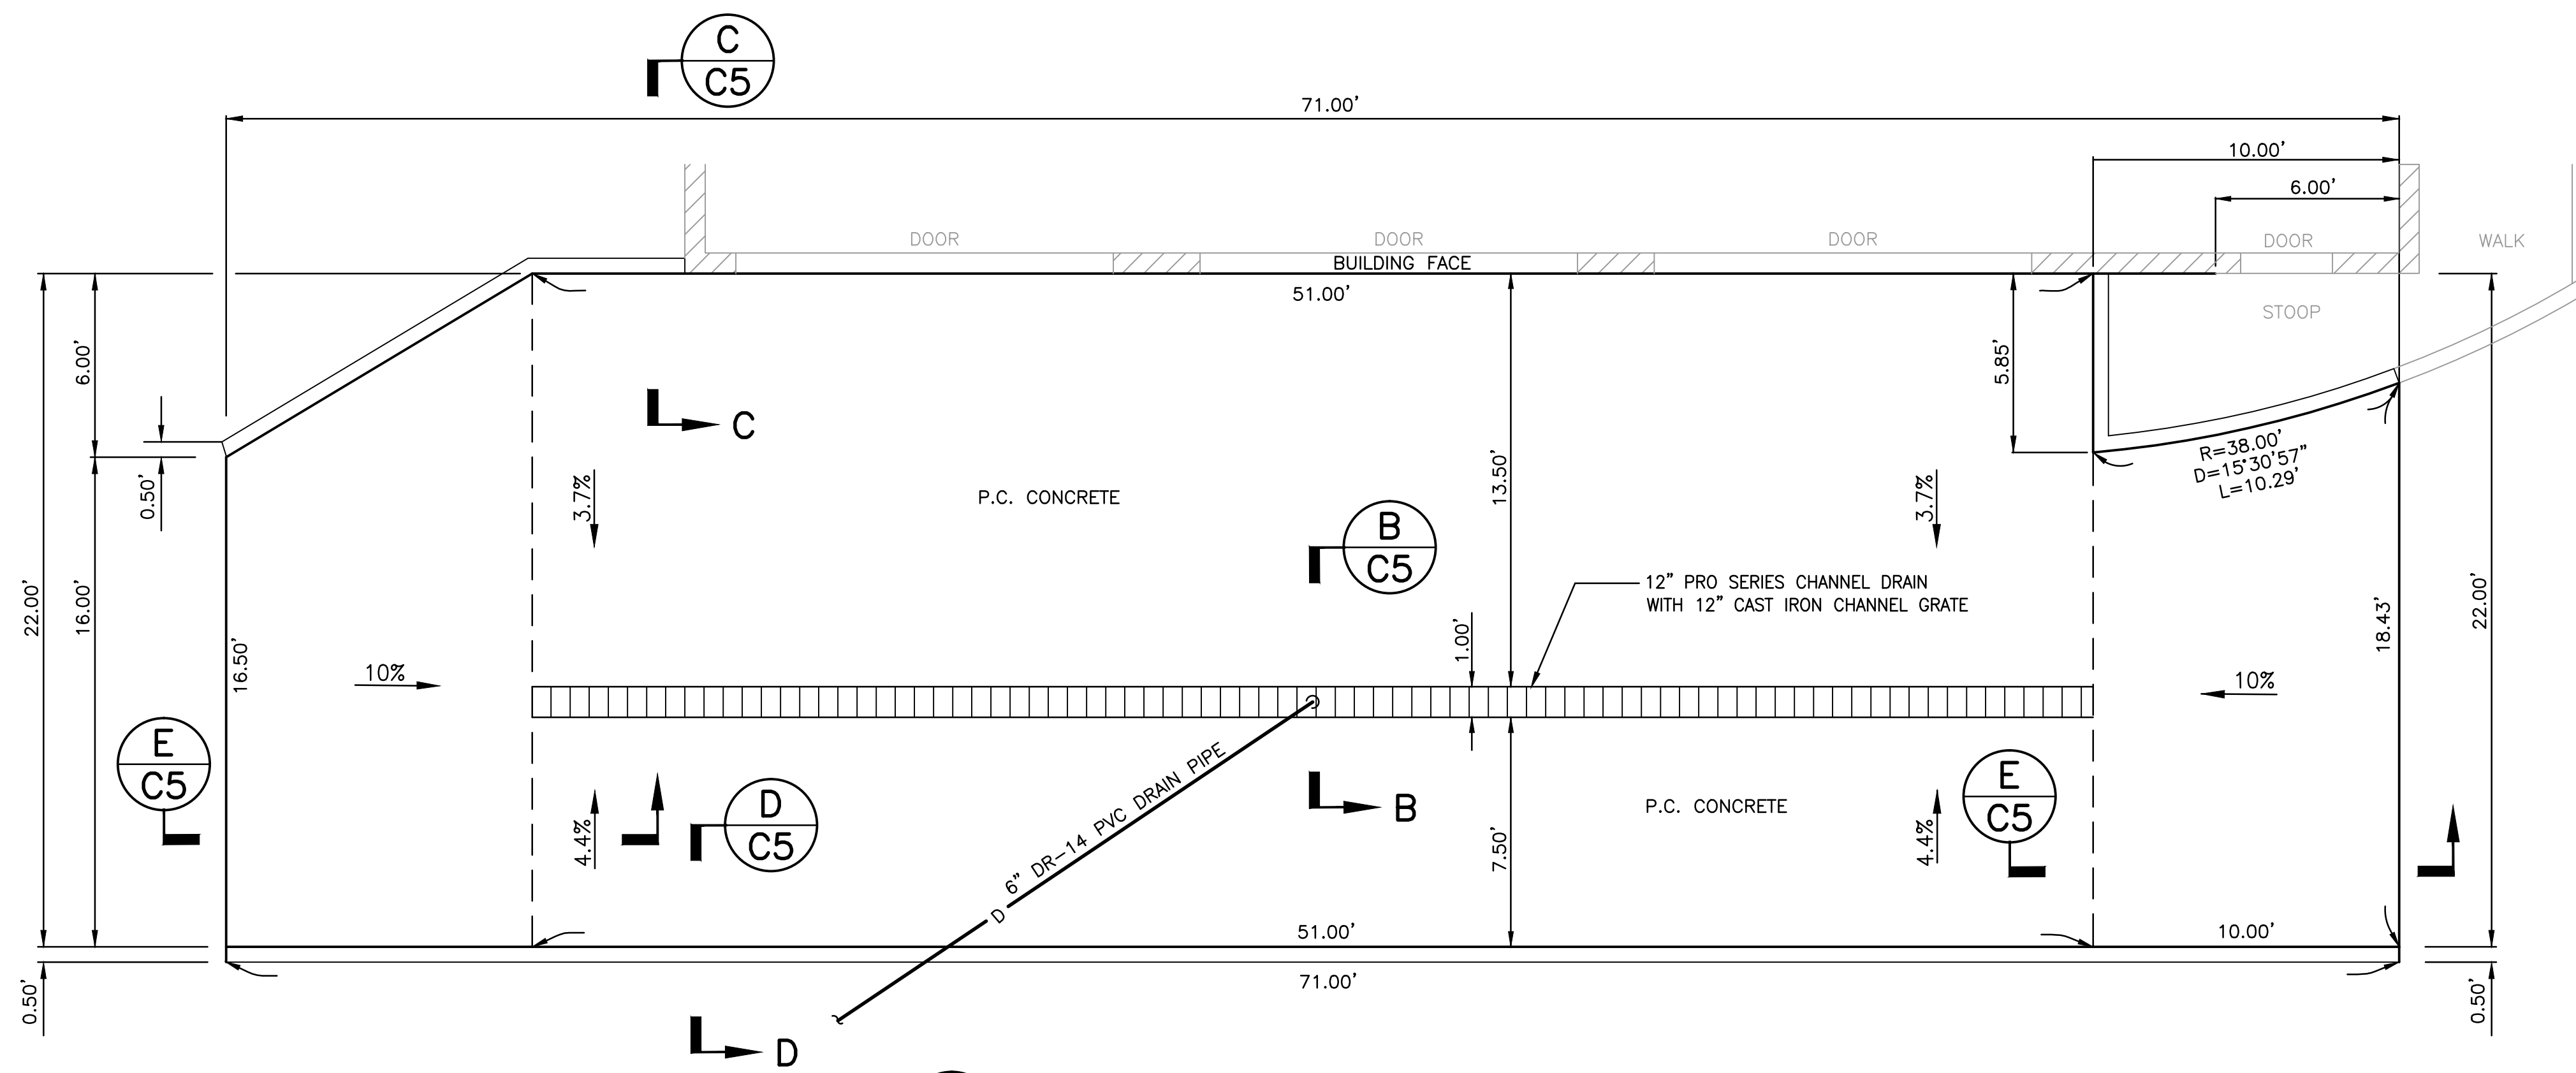 C
C5
71.00'
10.00'
6.00'
DOOR
DOOR
DOOR
DOOR
WALK
BUILDING FACE
51.00'
STOOP
6.00'
5.85'
C
R=38.00'
D=15°30'57"
L=10.29'
0.50'
3.7%
P.C. CONCRETE
13.50'
3.7%
B
C5
12" PRO SERIES CHANNEL DRAIN
WITH 12" CAST IRON CHANNEL GRATE
22.00'
16.00'
16.50'
1.00'
18.43'
22.00'
10%
10%
E
C5
6" DR-14 PVC DRAIN PIPE
D
D
C5
4.4%
B
7.50'
P.C. CONCRETE
4.4%
E
C5
51.00'
10.00'
71.00'
0.50'
0.50'
D